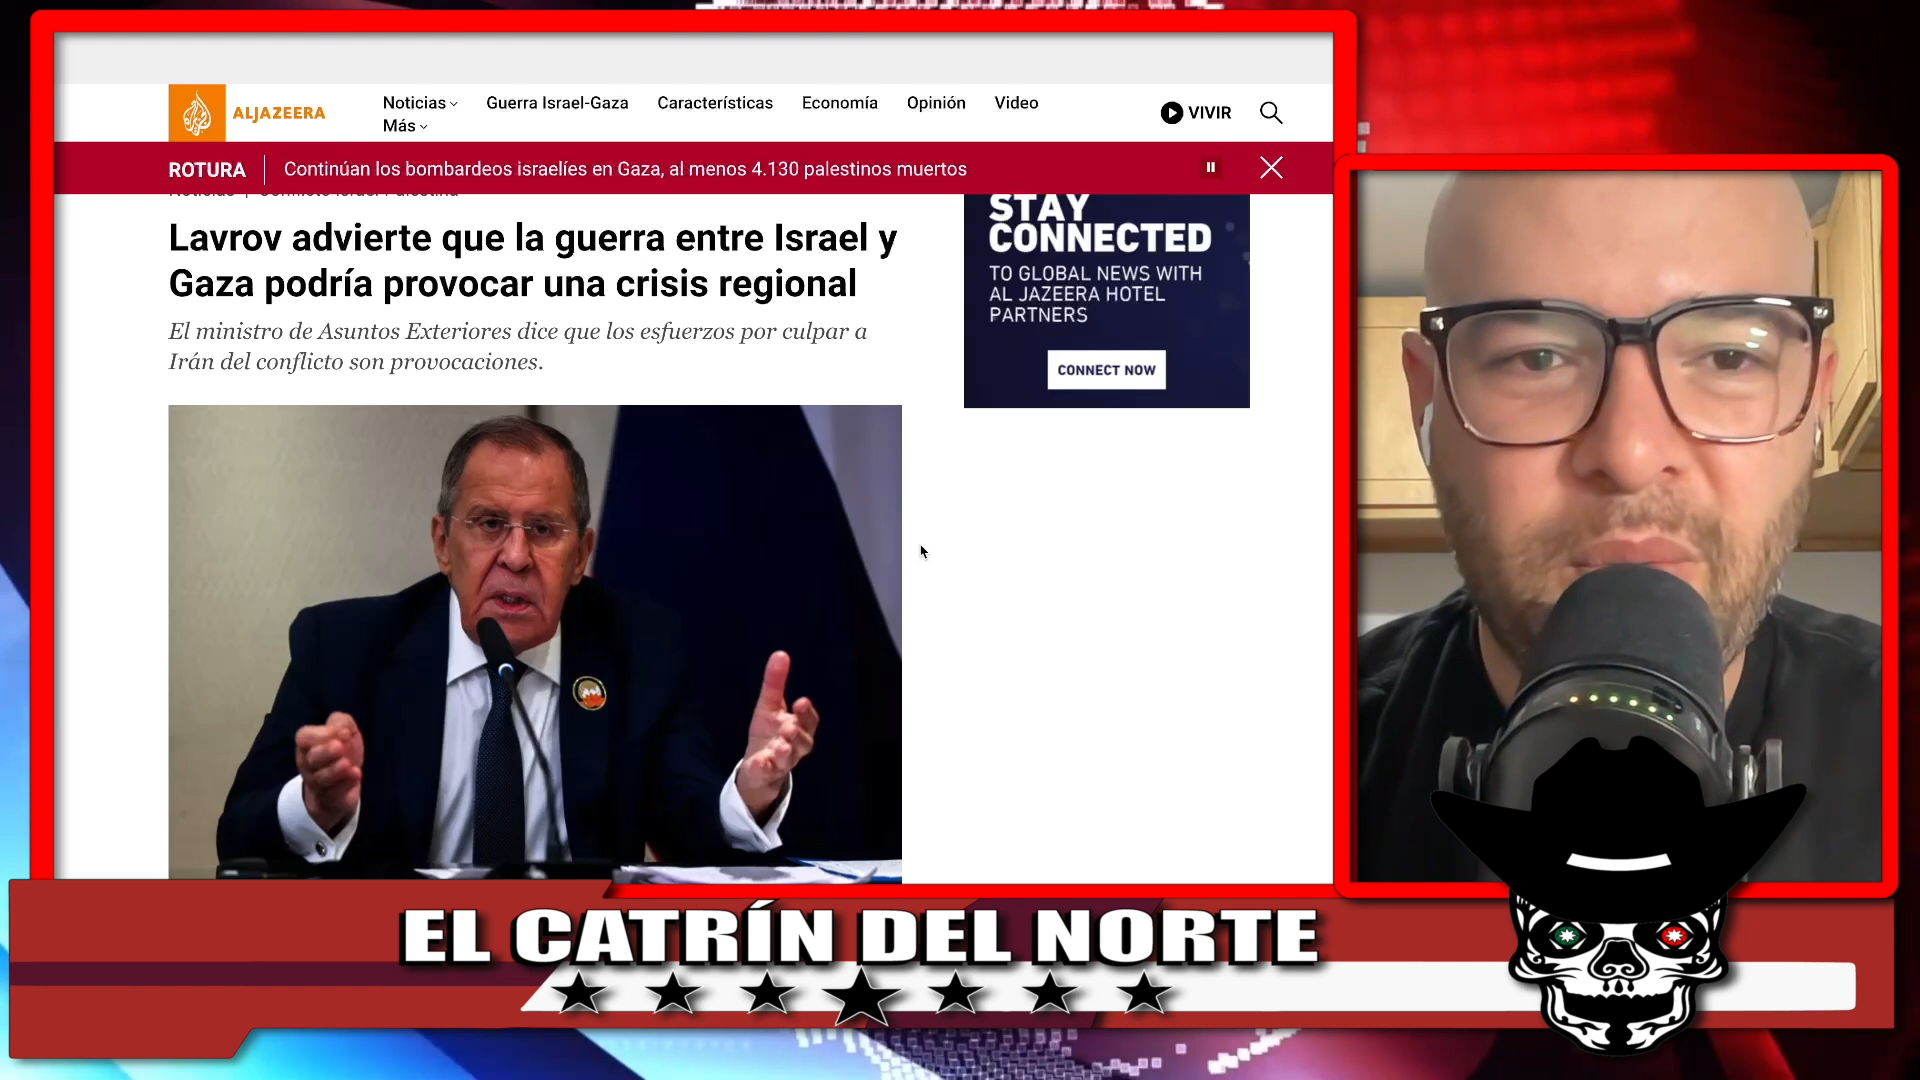 ALJAZEERA
Noticias
Guerra Israel-Gaza
Características
Economía
Opinión
Video
Más
VIVIR
ROTURA
Continúan los bombardeos israelíes en Gaza, al menos 4.130 palestinos muertos
Lavrov advierte que la guerra entre Israel y
Gaza podría provocar una crisis regional
El ministro de Asuntos Exteriores dice que los esfuerzos por culpar a
Irán del conflicto son provocaciones.
STAY
CONNECTED
TO GLOBAL NEWS WITH
AL JAZEERA HOTEL
PARTNERS
CONNECT NOW
EL CATRÍN DEL NORTE